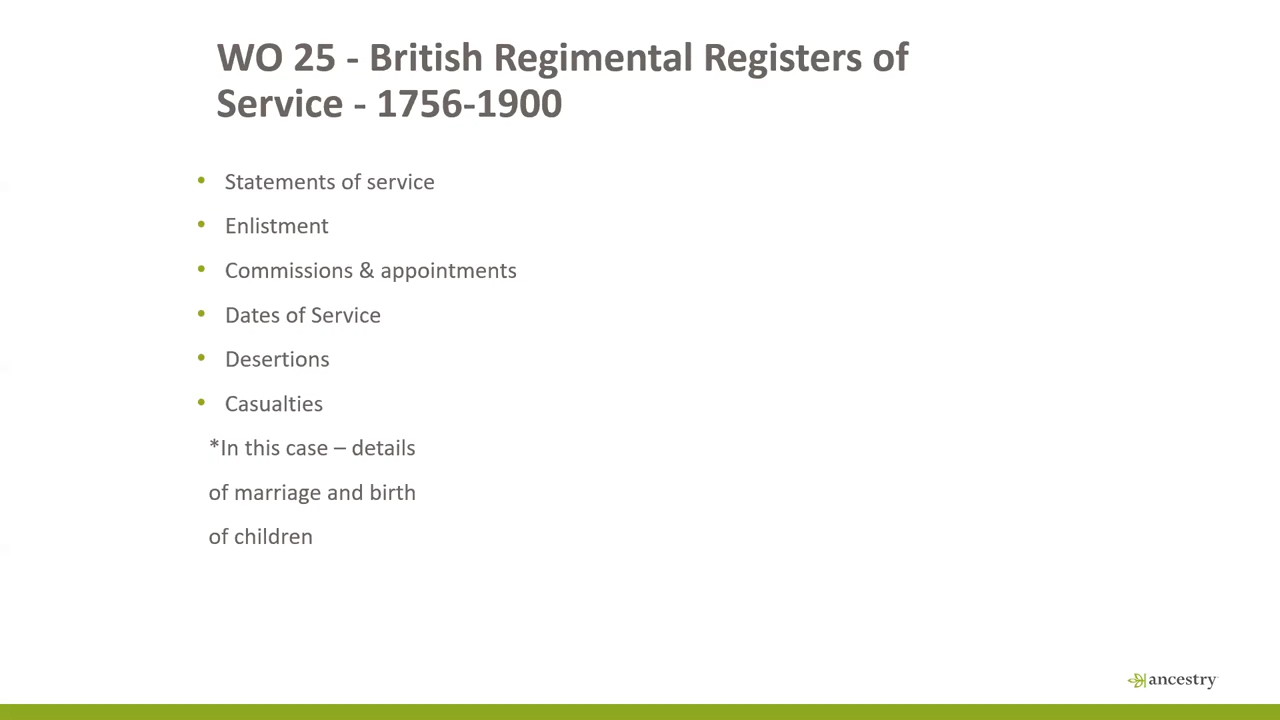 WO 25 - British Regimental Registers of
Service - 1756-1900
• Statements of service
• Enlistment
• Commissions & appointments
• Dates of Service
• Desertions
• Casualties
*In this case – details
of marriage and birth
of children
ancestry